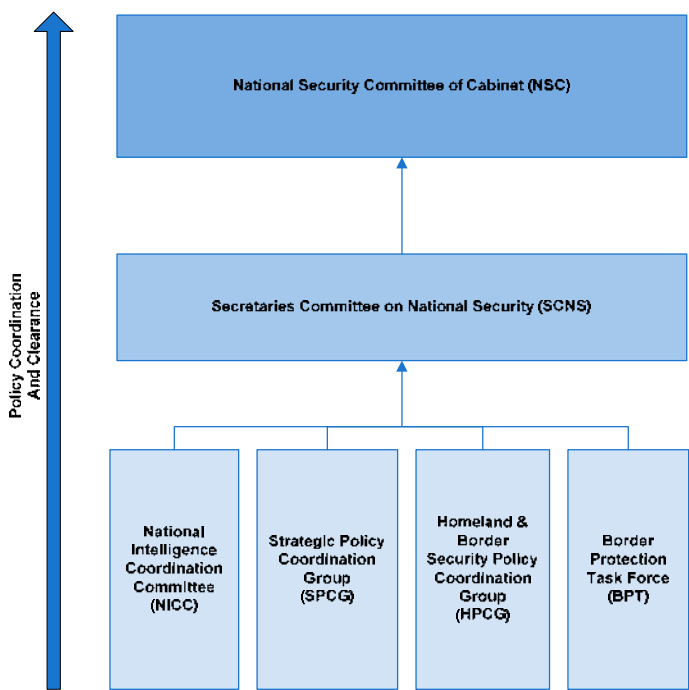 National Security Committee of Cabinet (NSC)
Secretaries Committee on National Security (SCNS)
Policy Coordination
And Clearance
National
Intelligence
Coordination
Committee
(NICC)
Strategic Policy
Coordination
Group
(SPCG)
Homeland &
Border
Security Policy
Coordination
Group
(HPCG)
Border
Protection
Task Force
(BPT)